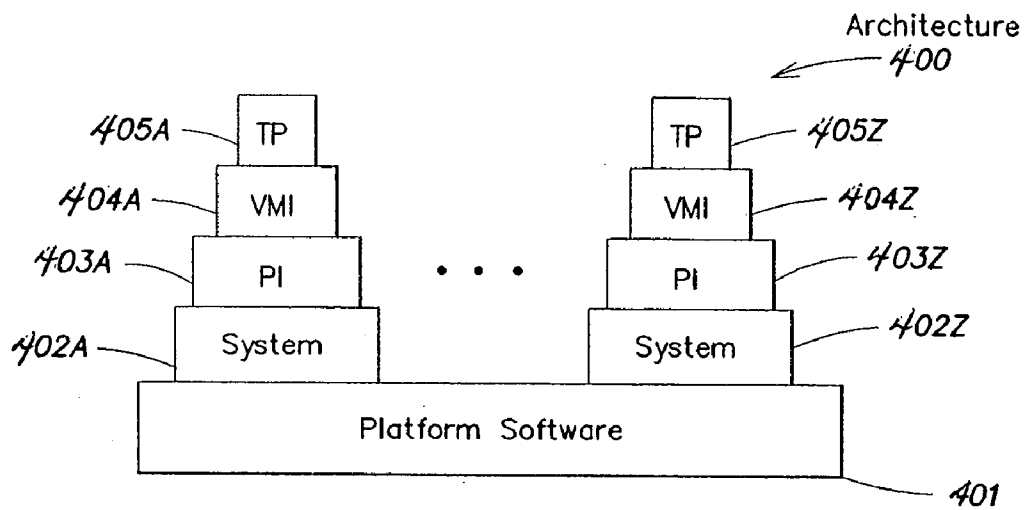 Architecture
400
405A TP TP 405Z
404A VMI VMI 404Z
403A PI PI 403Z
402A System System 402Z
Platform Software
401